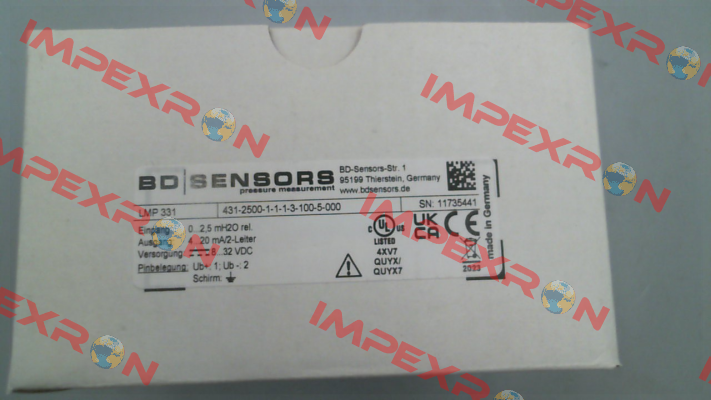 IMPEXRON
IMPEXRON
BD SENSORS
pressure measurement
BD-Sensors-Str. 1
95199 Thierstein, Germany
www.bdsensors.de
LMP 331
431-2500-1-1-1-3-100-5-000
SN: 11735441
Eingang: 0...2,5 mH2O rel.
Ausgang: 4...20 mA/2-Leiter
Versorgung: 8...32 VDC
Pinbelegung: Ub+: 1; Ub -: 2
Schirm:
c UL us
LISTED
4XV7
QUYX/
QUYX7
UK
CA
CE
2033
made in Germany
IMPEXRON
IMPEXRON
IMPEXRON
IMPEXRON